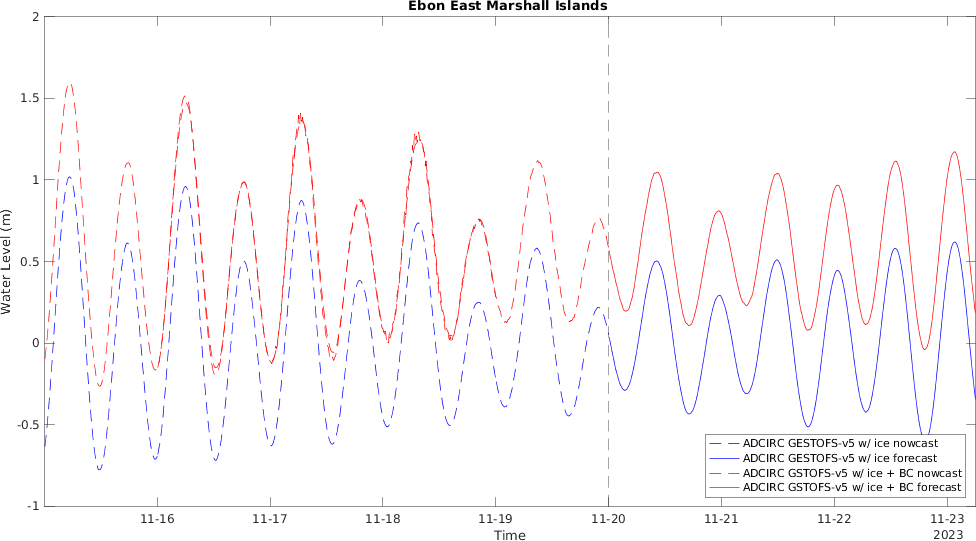 Ebon East Marshall Islands
2
1.5
1
0.5
0
-0.5
-1
Water Level (m)
11-16 11-17 11-18 11-19 11-20 11-21 11-22 11-23
2023
Time
ADCIRC GESTOFS-v5 w/ ice nowcast
ADCIRC GESTOFS-v5 w/ ice forecast
ADCIRC GSTOFS-v5 w/ ice + BC nowcast
ADCIRC GSTOFS-v5 w/ ice + BC forecast